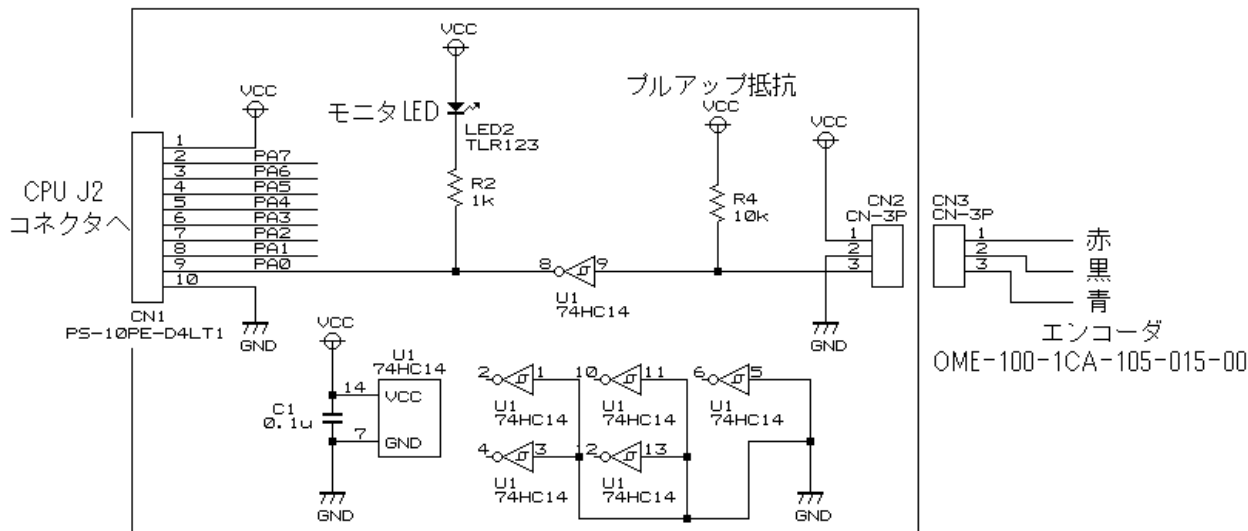 VCC
VCC
モニタLED
LED2
TLR123
R2
1k
プルアップ抵抗
VCC
R4
10k
VCC
CPU J2
コネクタへ
1
2 PA7
3 PA6
4 PA5
5 PA4
6 PA3
7 PA2
8 PA1
9 PA0
10
CN1
PS-10PE-D4LT1
GND
8 9
U1
74HC14
CN2
CN-3P
1
2
3
GND
CN3
CN-3P
1 赤
2 黒
3 青
エンコーダ
OME-100-1CA-105-015-00
VCC
C1
0.1u
GND
U1
74HC14
14 VCC
7 GND
2 1
U1
74HC14
10 11
U1
74HC14
6 5
U1
74HC14
4 3
U1
74HC14
12 13
U1
74HC14
GND